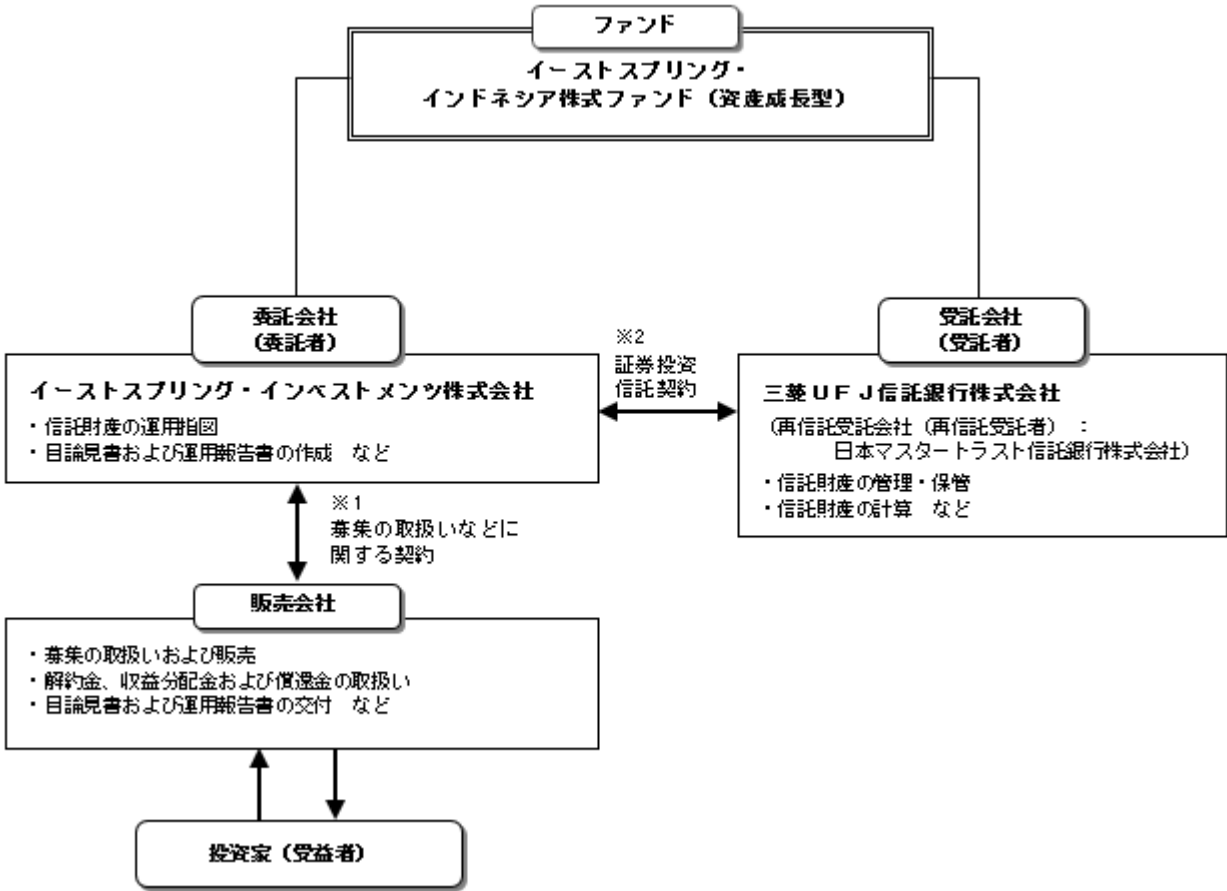 ファンド
イーストスプリング・
インドネシア株式ファンド（資産成長型）
委託会社
（委託者）
イーストスプリング・インベストメンツ株式会社
・信託財産の運用指図
・目論見書および運用報告書の作成　など
※2
証券投資
信託契約
受託会社
（受託者）
三菱ＵＦＪ信託銀行株式会社
（再信託受託会社（再信託受託者）：
日本マスタートラスト信託銀行株式会社）
・信託財産の管理・保管
・信託財産の計算　など
※1
募集の取扱いなどに
関する契約
販売会社
・募集の取扱いおよび販売
・解約金、収益分配金および償還金の取扱い
・目論見書および運用報告書の交付　など
投資家（受益者）